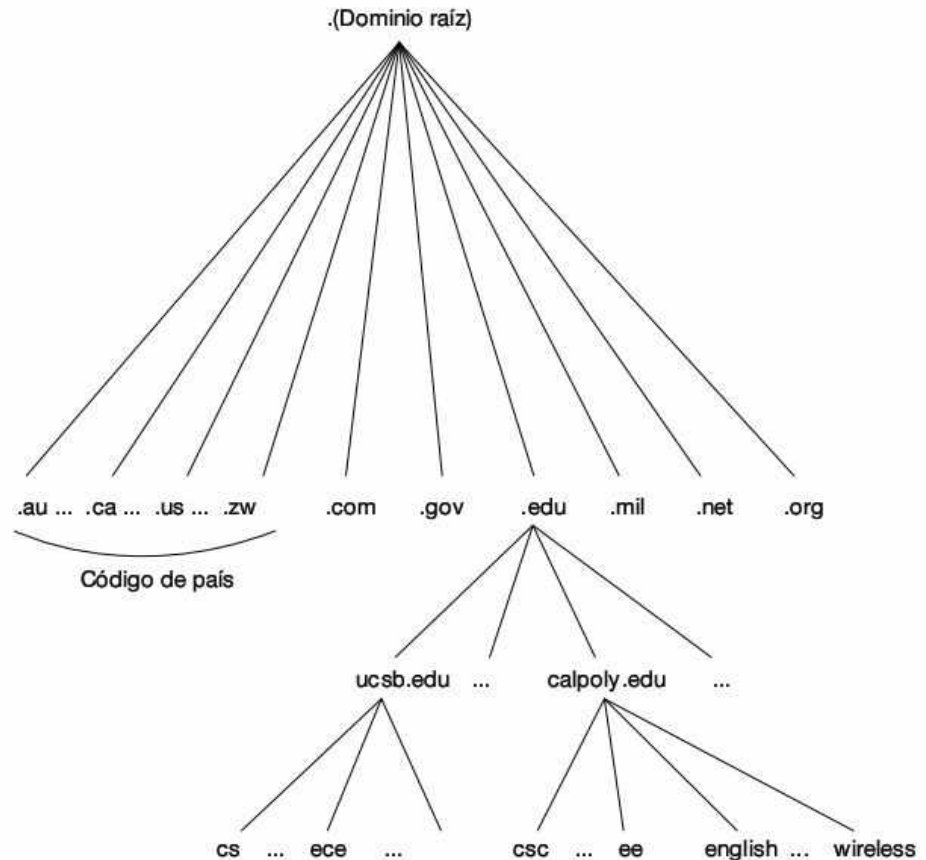 .(Dominio raíz)
.au ... .ca ... .us ... .zw .com .gov .edu .mil .net .org
Código de país
ucsb.edu ... calpoly.edu ...
cs ... ece ... csc ... ee english ... wireless